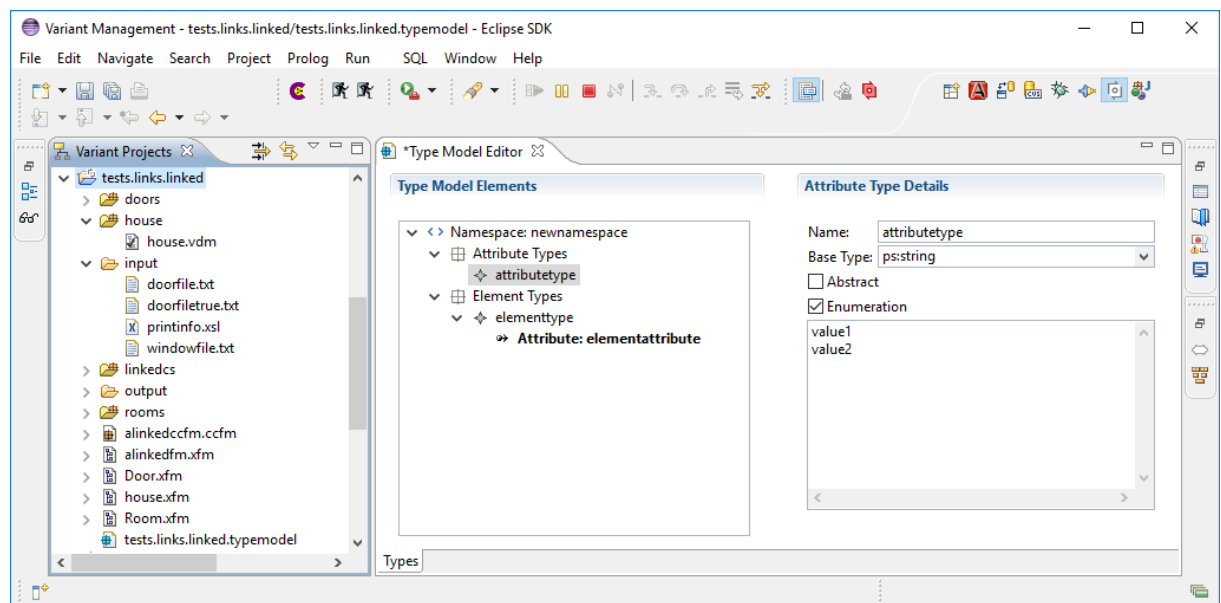 Variant Management - tests.links.linked/tests.links.linked.typemodel - Eclipse SDK
File Edit Navigate Search Project Prolog Run SQL Window Help
Variant Projects
tests.links.linked
doors
house
house.vdm
input
doorfile.txt
doorfiletrue.txt
printinfo.xsl
windowfile.txt
linkedcs
output
rooms
alinkedccfm.ccfm
alinkedfm.xfm
Door.xfm
house.xfm
Room.xfm
tests.links.linked.typemodel
*Type Model Editor
Type Model Elements
Namespace: newnamespace
Attribute Types
attributetype
Element Types
elementtype
Attribute: elementattribute
Types
Attribute Type Details
Name: attributetype
Base Type: ps:string
Abstract
Enumeration
value1
value2